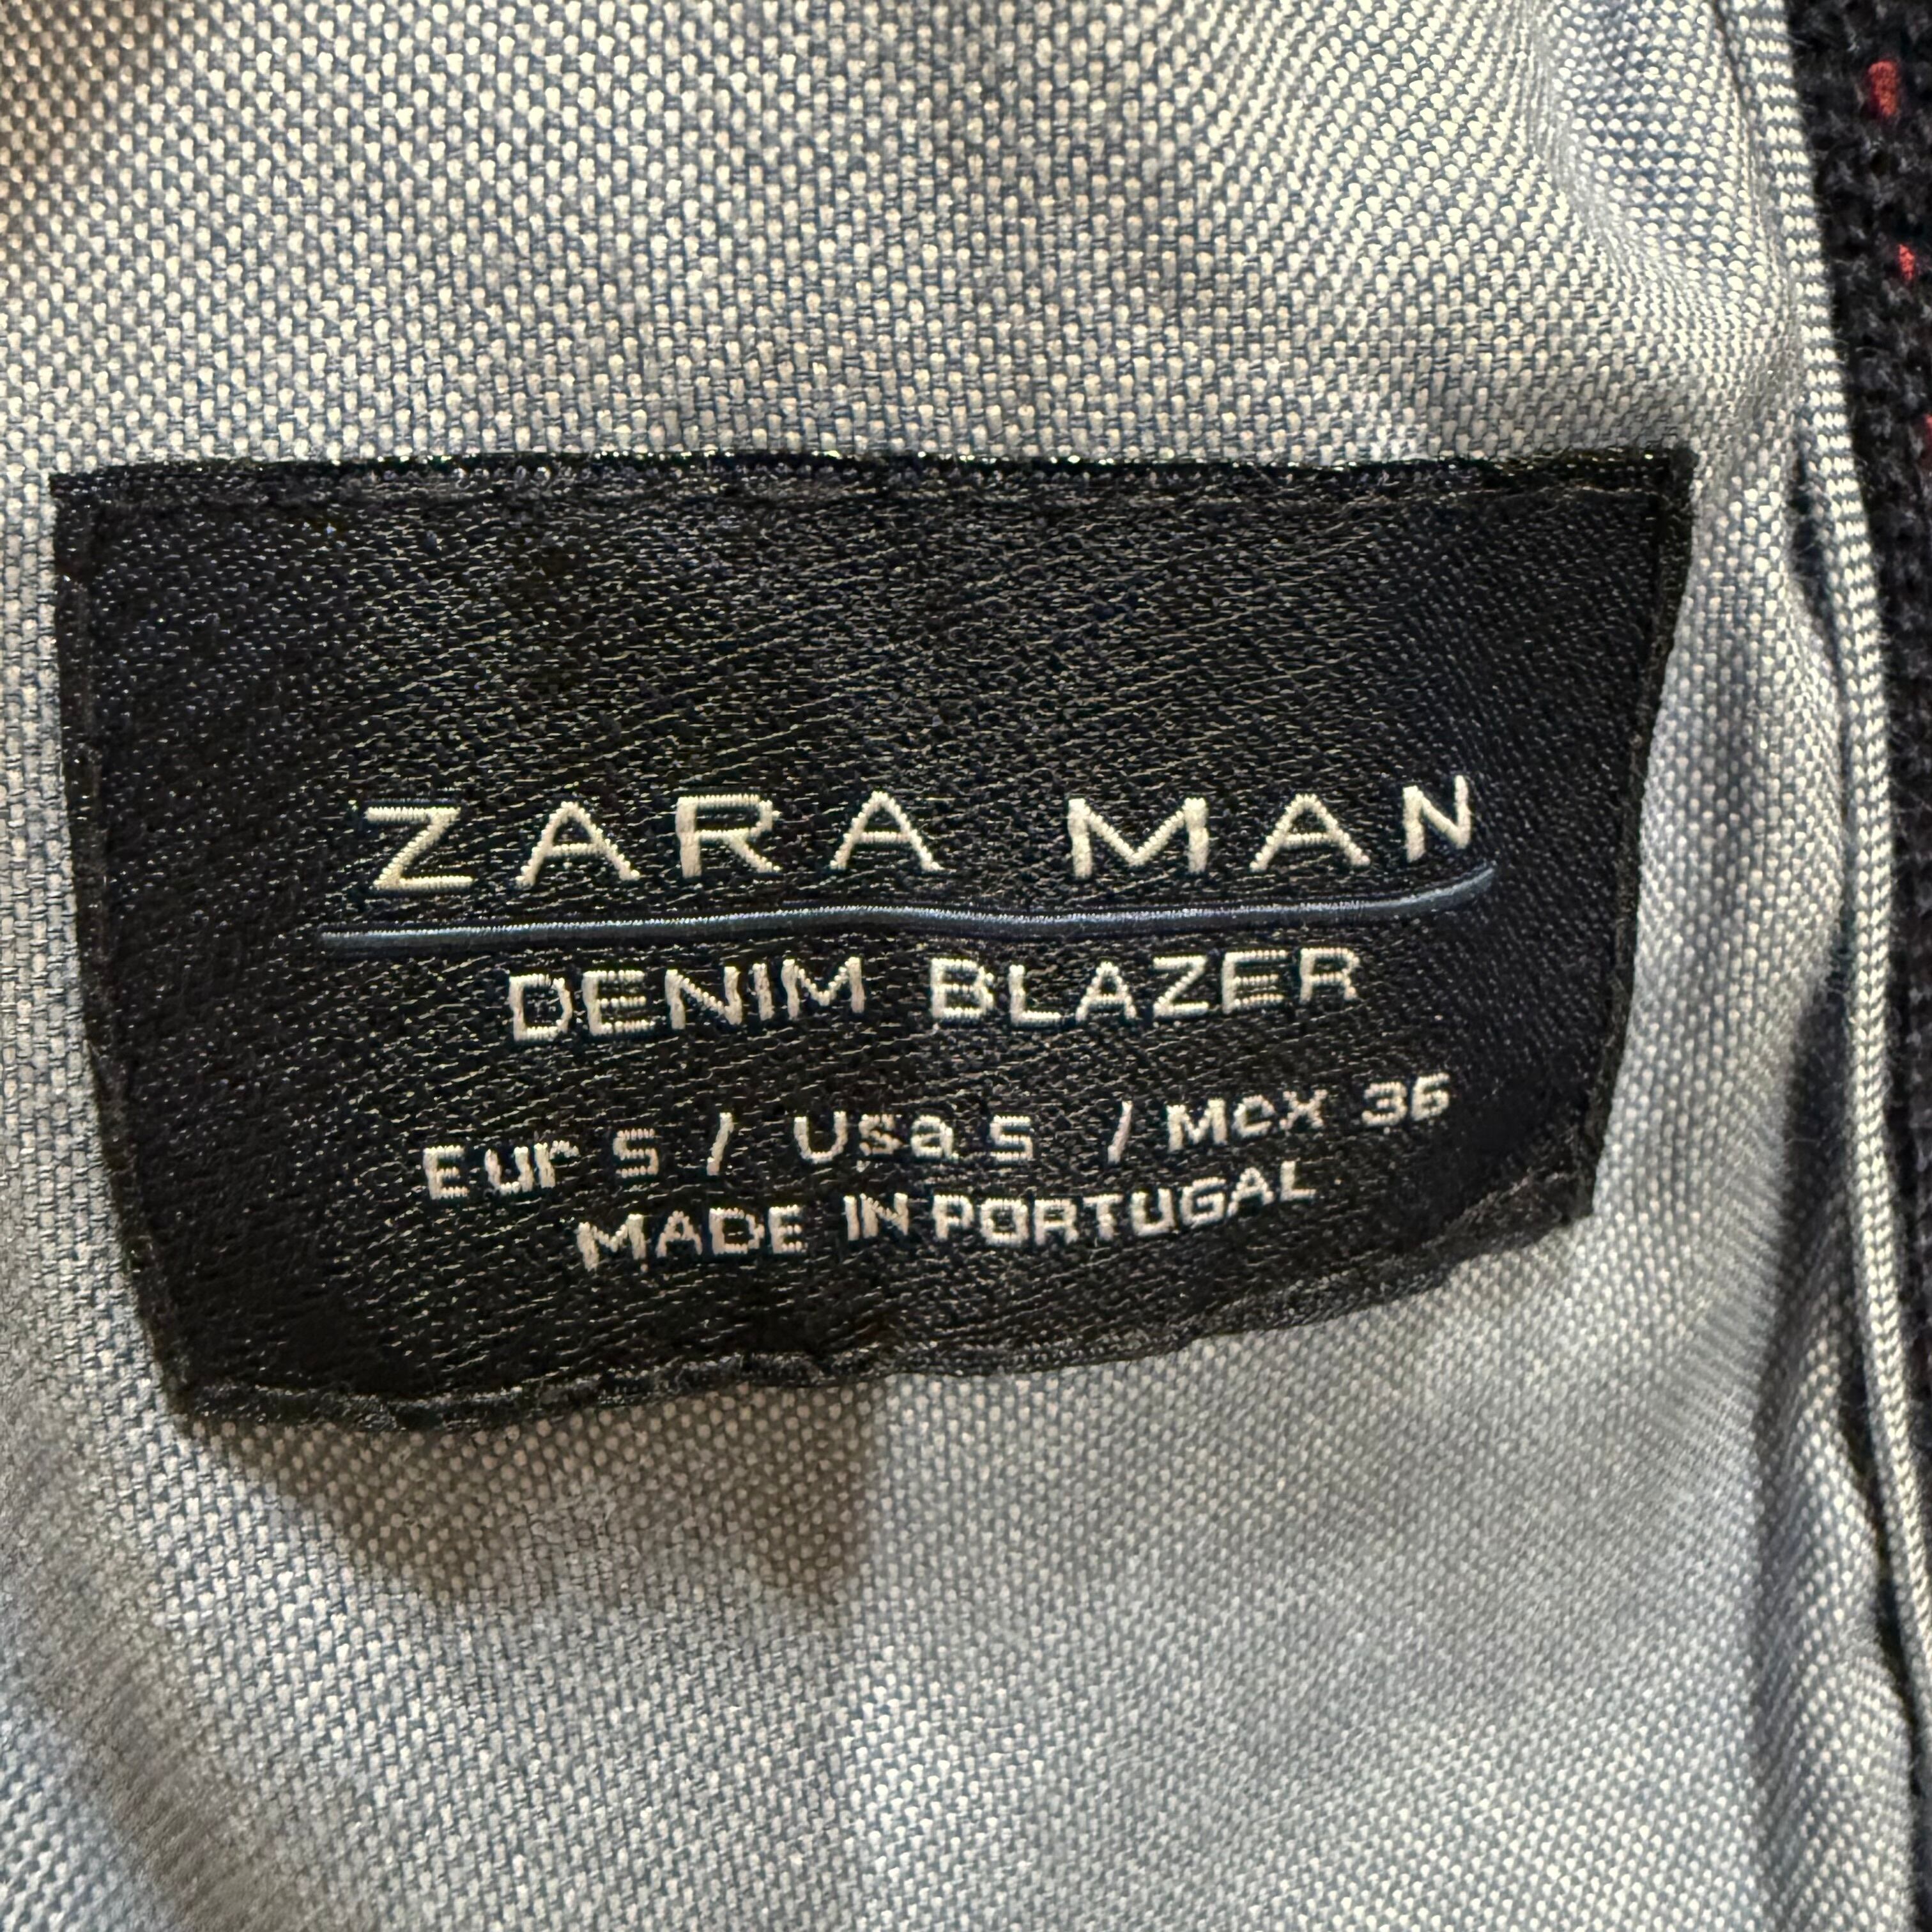 ZARA MAN
DENIM BLAZER
Eur S / Usa S / Mex 36
MADE IN PORTUGAL